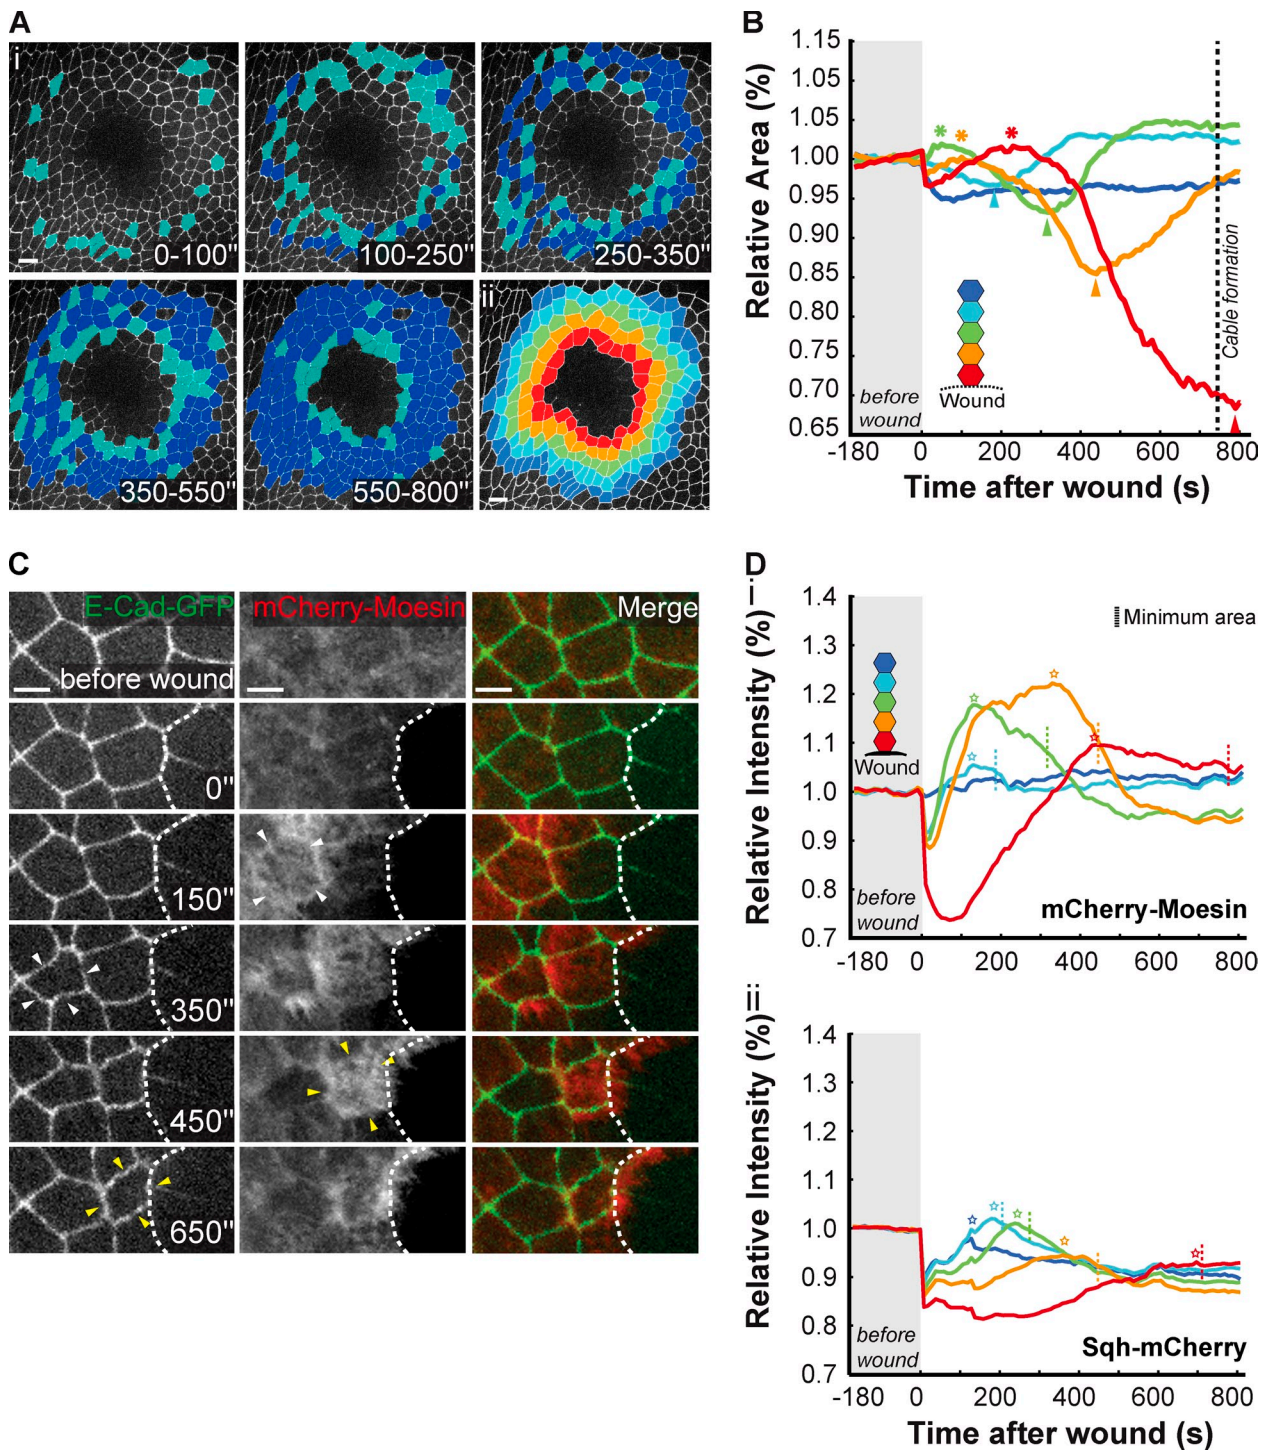 A
i
0-100"
100-250"
250-350"
350-550"
550-800"
ii
B
Relative Area (%)
1.15
1.05
1.05
1.00
0.95
0.90
0.85
0.80
0.75
0.70
0.65
before
wound
Wound
Cable formation
-180 0 200 400 600 800
Time after wound (s)
C
E-Cad-GFP
mCherry-Moesin
Merge
before wound
0"
150"
350"
450"
650"
D
i
Relative Intensity (%)
1.4
1.3
1.2
1.1
1.0
0.9
0.8
0.7
Minimum area
Wound
before
wound
mCherry-Moesin
-180 0 200 400 600 800
ii
Relative Intensity (%)
1.4
1.3
1.2
1.1
1.0
0.9
0.8
0.7
before
wound
Sqh-mCherry
-180 0 200 400 600 800
Time after wound (s)